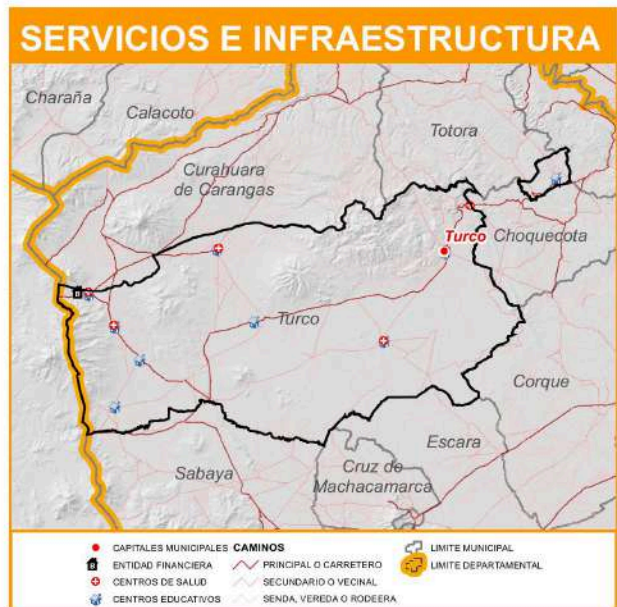 SERVICIOS E INFRAESTRUCTURA
Charaña
Calacoto
Totora
Curahuara
de Carangas
Turco
Choquecota
Turco
Corque
Escara
Sabaya
Cruz de
Machacamarca
CAPITALES MUNICIPALES
ENTIDAD FINANCIERA
CENTROS DE SALUD
CENTROS EDUCATIVOS
CAMINOS
PRINCIPAL O CARRETERO
SECUNDARIO O VECINAL
SENDA, VEREDA O RODEERA
LIMITE MUNICIPAL
LIMITE DEPARTAMENTAL